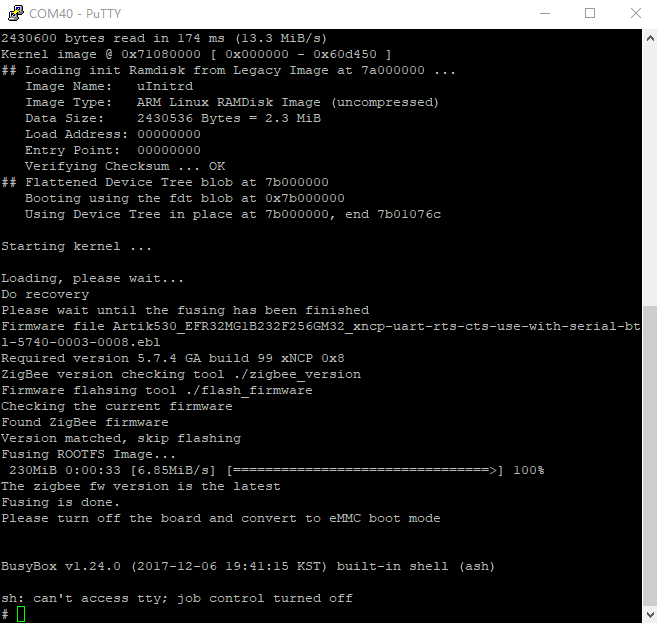 COM40 - PuTTY
2430600 bytes read in 174 ms (13.3 MiB/s)
Kernel image @ 0x71080000 [ 0x000000 - 0x60d450 ]
## Loading init Ramdisk from Legacy Image at 7a000000 ...
   Image Name:   uInitrd
   Image Type:   ARM Linux RAMDisk Image (uncompressed)
   Data Size:    2430536 Bytes = 2.3 MiB
   Load Address: 00000000
   Entry Point:  00000000
   Verifying Checksum ... OK
## Flattened Device Tree blob at 7b000000
   Booting using the fdt blob at 0x7b000000
   Using Device Tree in place at 7b000000, end 7b01076c
Starting kernel ...
Loading, please wait...
Do recovery
Please wait until the fusing has been finished
Firmware file Artik530_EFR32MG1B232F256GM32_xncp-uart-rts-cts-use-with-serial-bt
l-5740-0003-0008.ebl
Required version 5.7.4 GA build 99 xNCP 0x8
ZigBee version checking tool ./zigbee_version
Firmware flahsing tool ./flash_firmware
Checking the current firmware
Found ZigBee firmware
Version matched, skip flashing
Fusing ROOTFS Image...
 230MiB 0:00:33 [6.85MiB/s] [================================>] 100%
The zigbee fw version is the latest
Fusing is done.
Please turn off the board and convert to eMMC boot mode
BusyBox v1.24.0 (2017-12-06 19:41:15 KST) built-in shell (ash)
sh: can't access tty; job control turned off
#